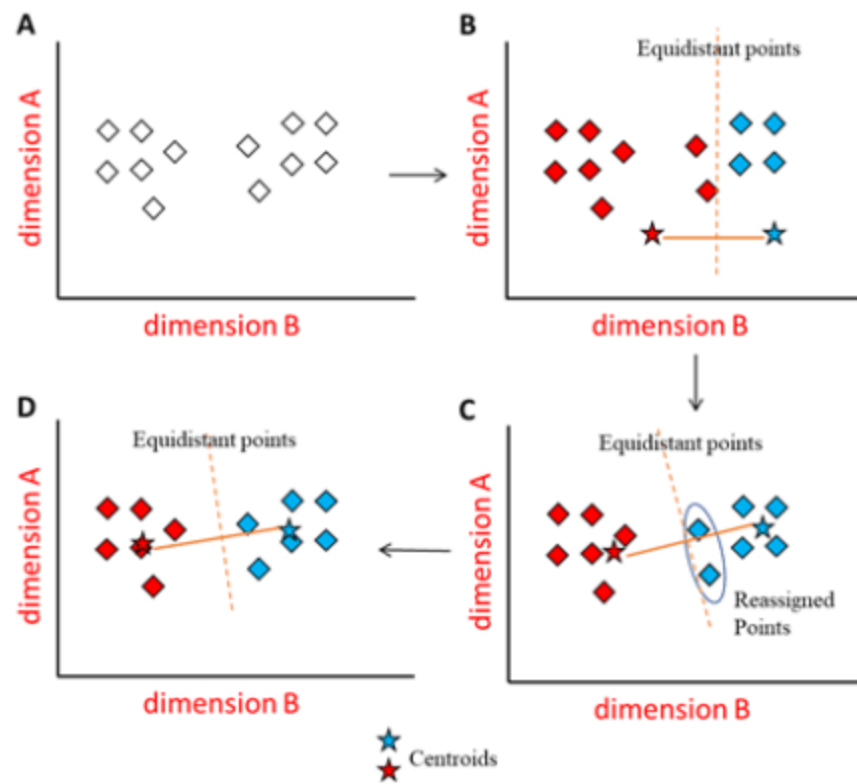 A
dimension A
dimension B
B
Equidistant points
dimension A
dimension B
D
Equidistant points
dimension A
dimension B
C
Equidistant points
dimension A
Reassigned
Points
dimension B
Centroids